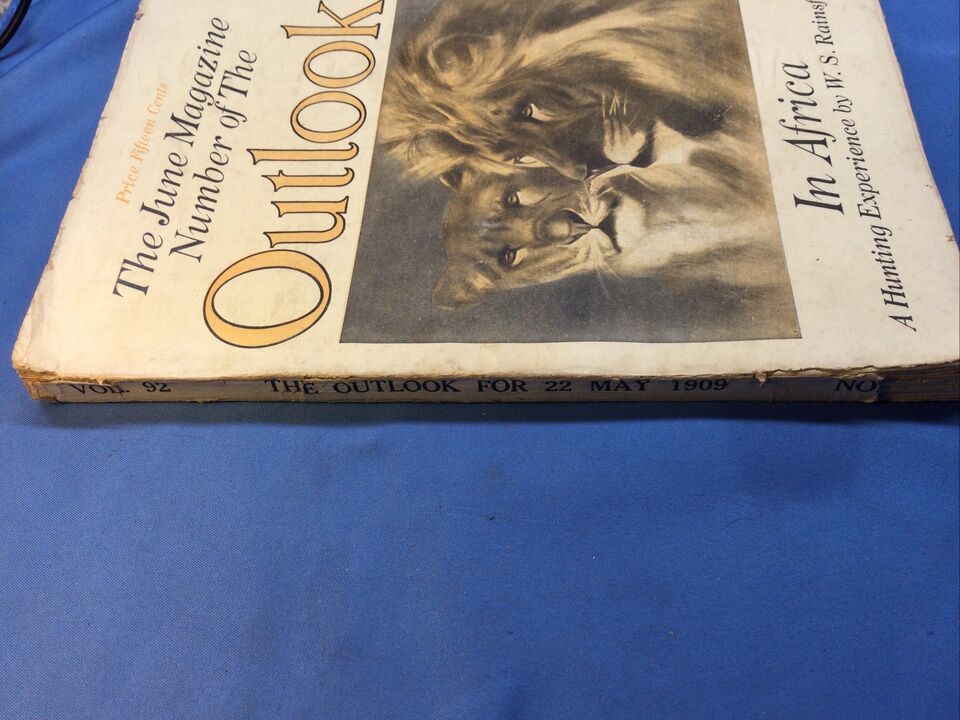 Price Fifteen Cents
The June Magazine
Number of The
Outlook
In Africa
A Hunting Experience by W. S. Rainsf
VOL. 92 THE OUTLOOK FOR 22 MAY 1909 NO